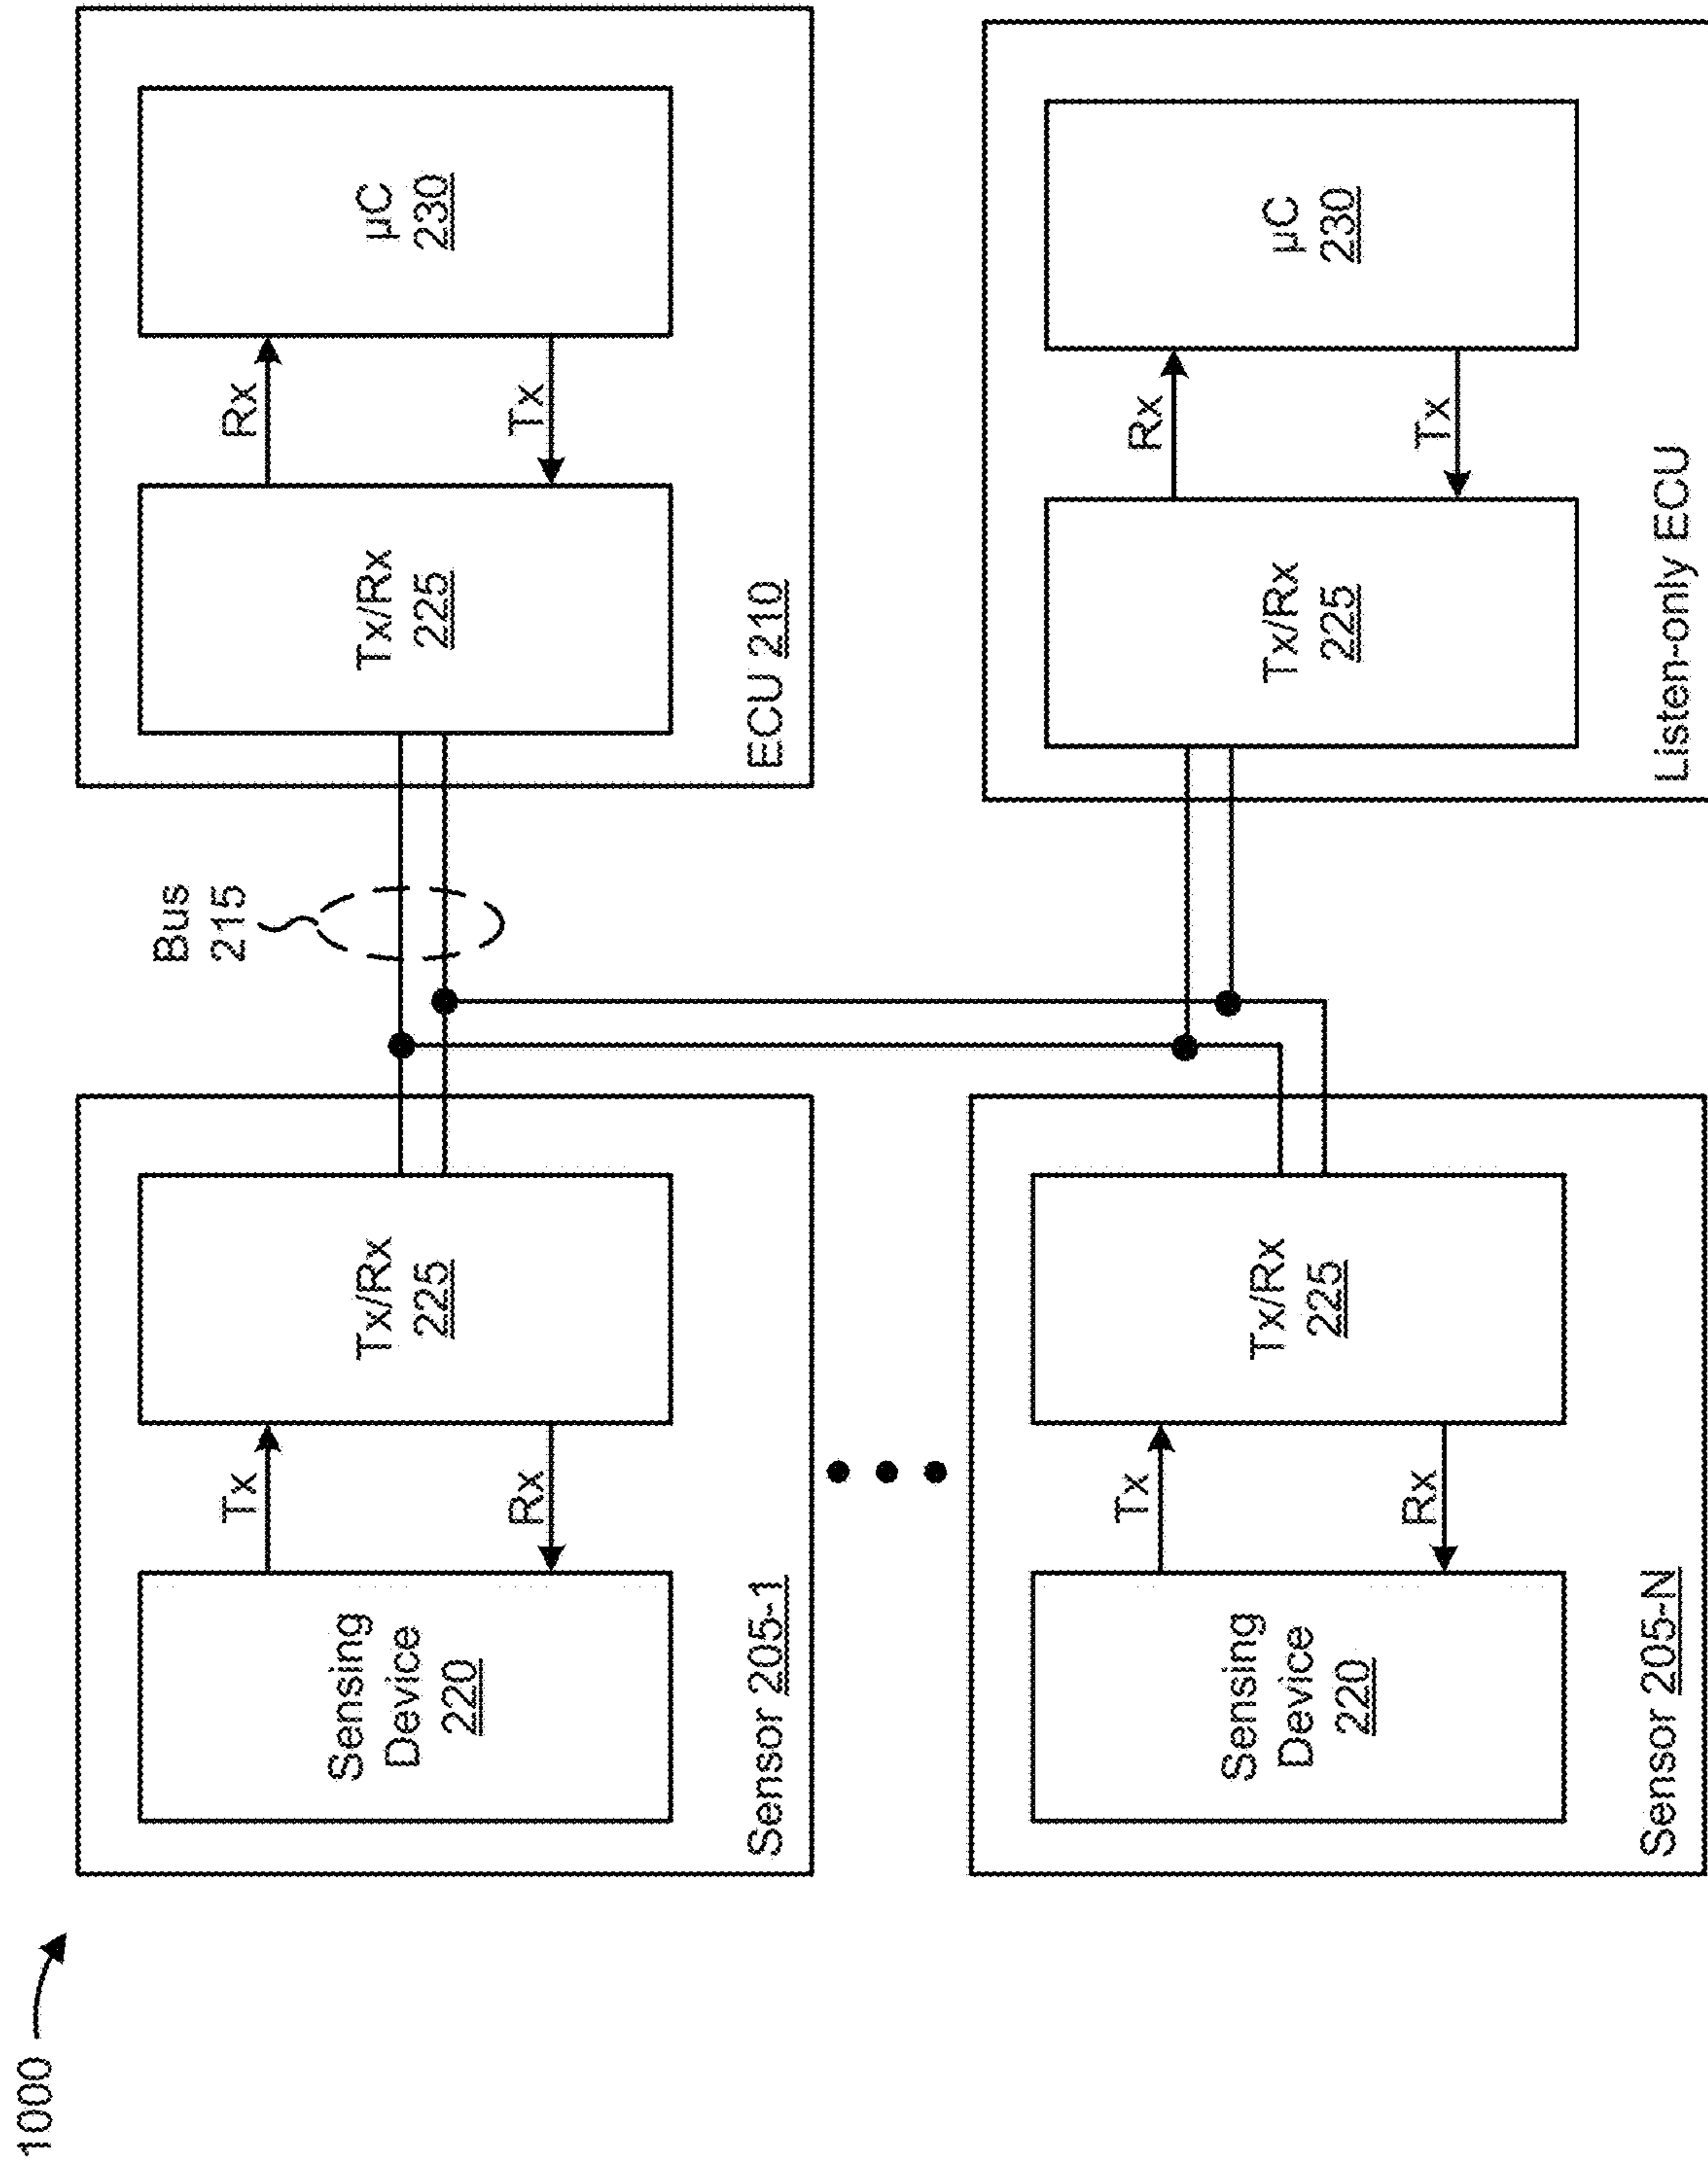 1000
Sensing
Device
220
Tx
Rx
Tx/Rx
225
Sensor 205-1
Bus
215
Tx/Rx
225
Rx
Tx
µC
230
ECU 210
Sensing
Device
220
Tx
Rx
Tx/Rx
225
Sensor 205-N
Tx/Rx
225
Rx
Tx
µC
230
Listen-only ECU